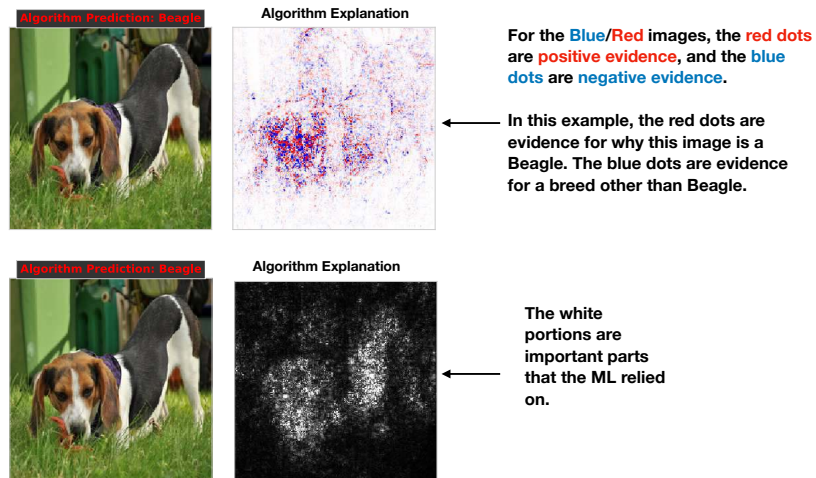 Algorithm Prediction: Beagle
Algorithm Explanation
For the Blue/Red images, the red dots
are positive evidence, and the blue
dots are negative evidence.
In this example, the red dots are
evidence for why this image is a
Beagle. The blue dots are evidence
for a breed other than Beagle.
Algorithm Prediction: Beagle
Algorithm Explanation
The white
portions are
important parts
that the ML relied
on.